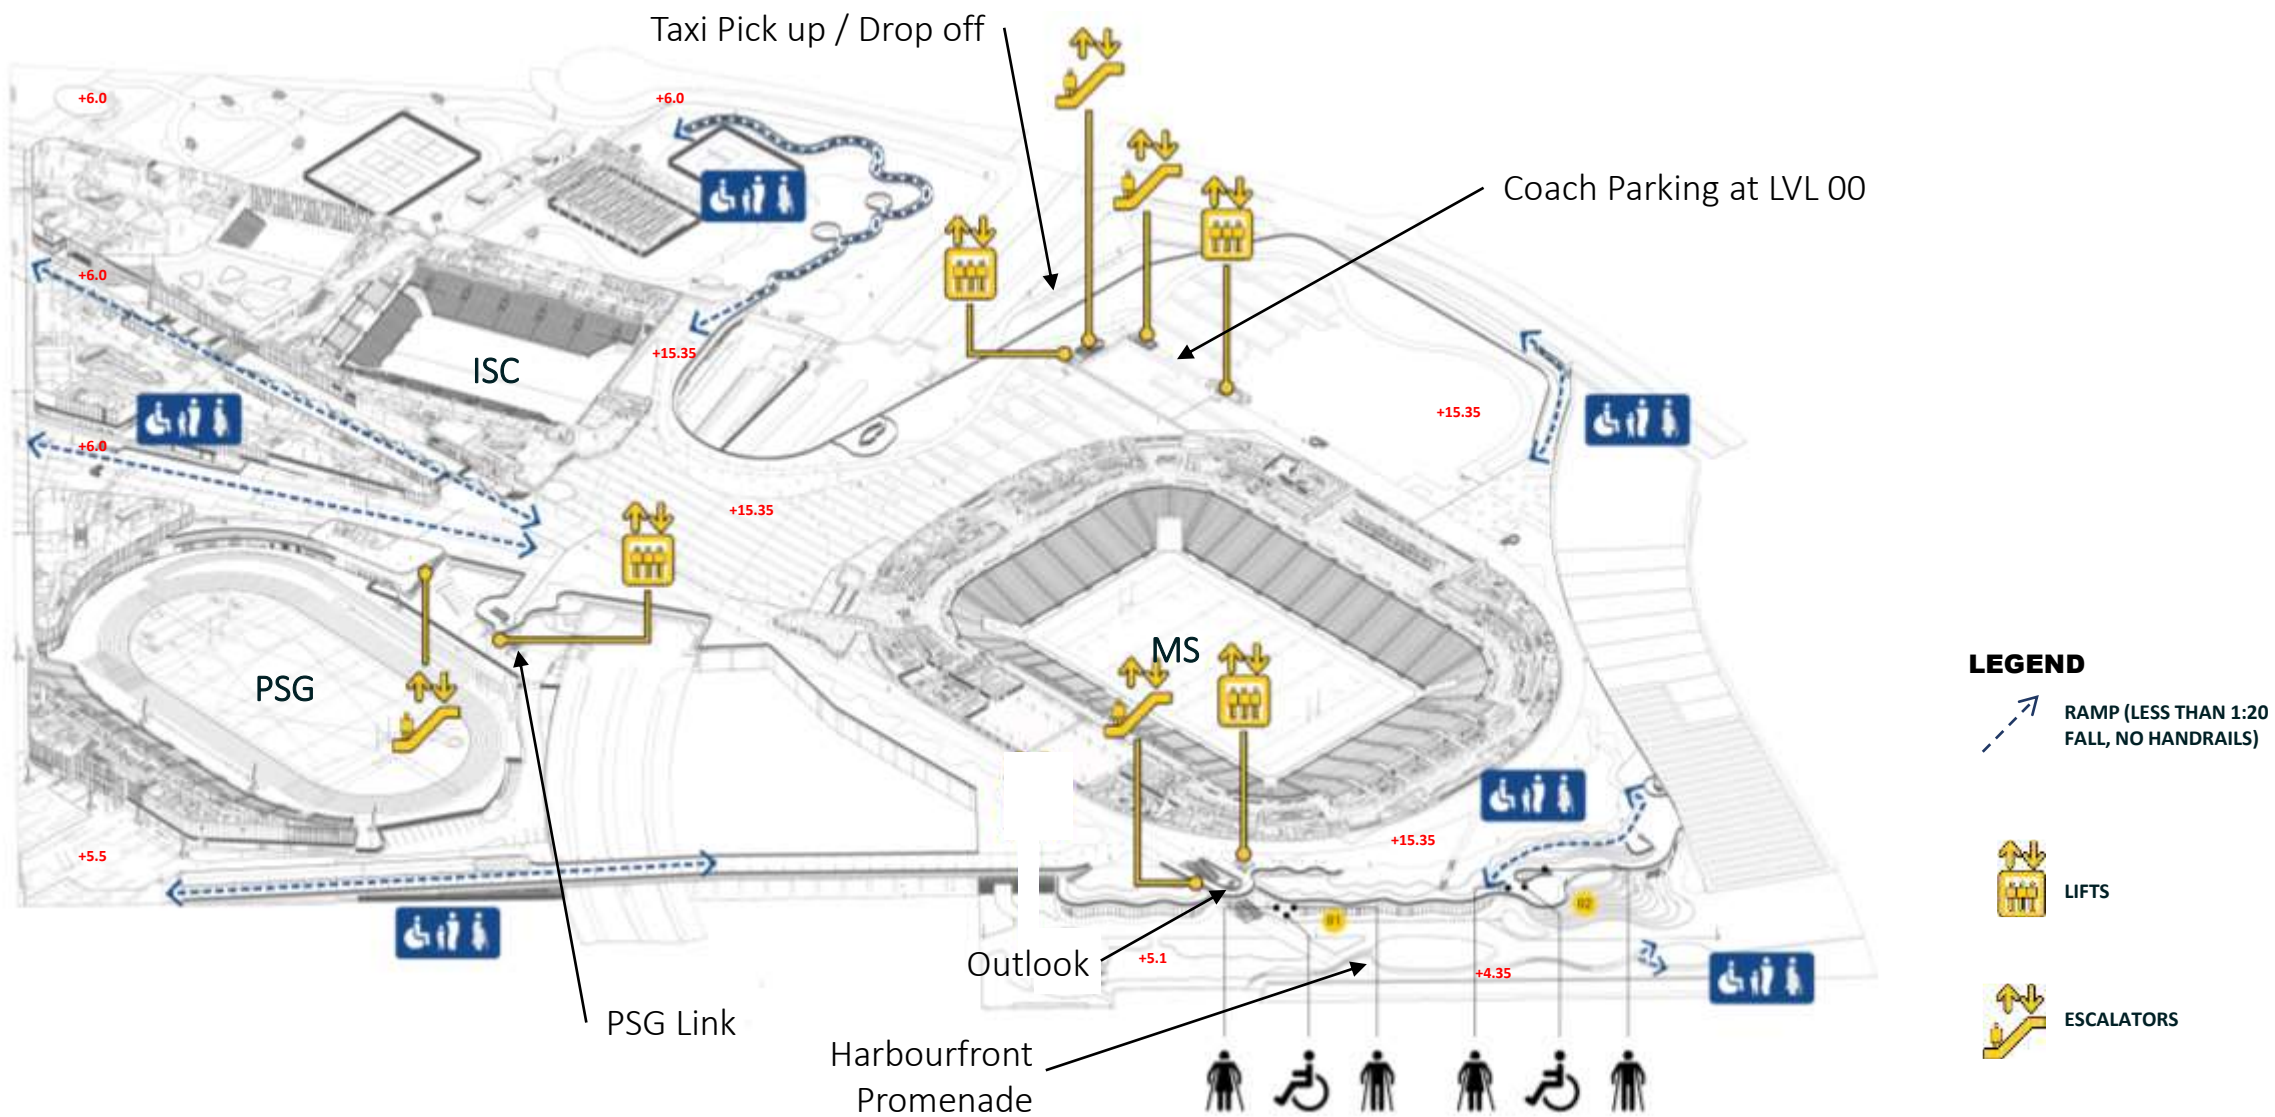 Taxi Pick up / Drop off
+6.0
+6.0
Coach Parking at LVL 00
+6.0
+15.35
ISC
+15.35
+6.0
+15.35
MS
PSG
LEGEND
RAMP (LESS THAN 1:20
FALL, NO HANDRAILS)
+15.35
+5.5
LIFTS
01
02
Outlook
+5.1
+4.35
PSG Link
ESCALATORS
Harbourfront
Promenade